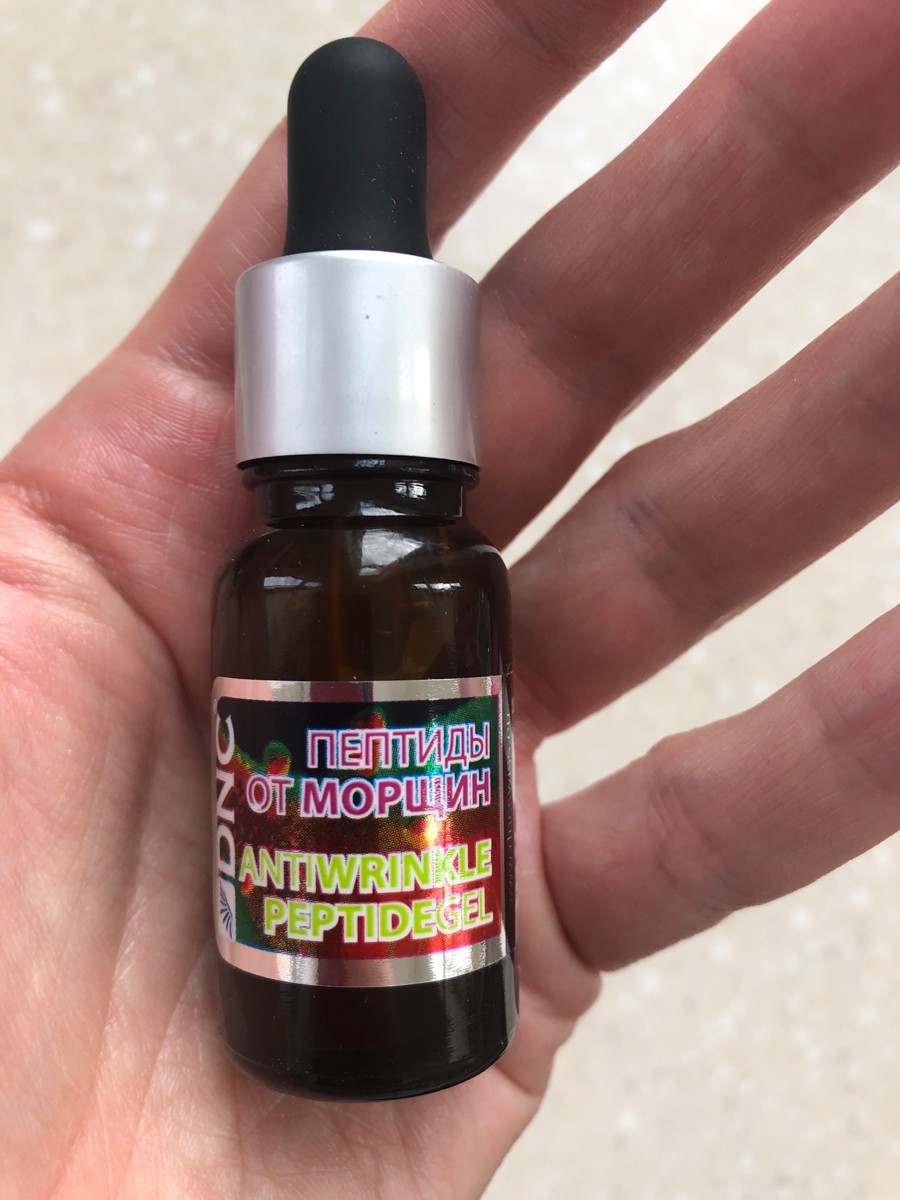 DNC
ПЕПТИДЫ
ОТ МОРЩИН
ANTIWRINKLE
PEPTIDEGEL